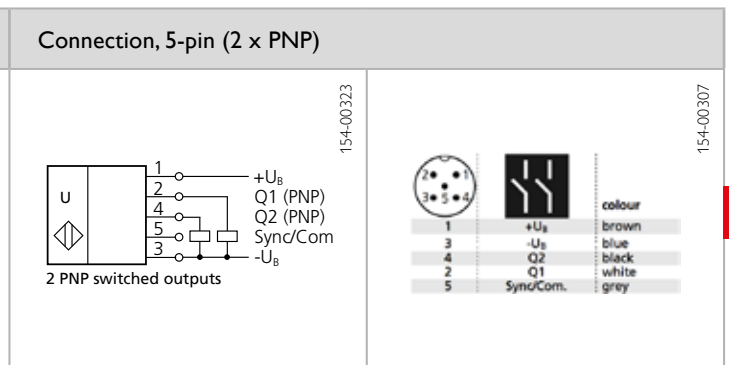 Connection, 5-pin (2 x PNP)
154-00323
U
1
+UB
2
Q1 (PNP)
4
Q2 (PNP)
5
Sync/Com
3
-UB
2 PNP switched outputs
154-00307
2 1
3 5 4
colour
1 +UB brown
3 -UB blue
4 Q2 black
2 Q1 white
5 Sync/Com. grey